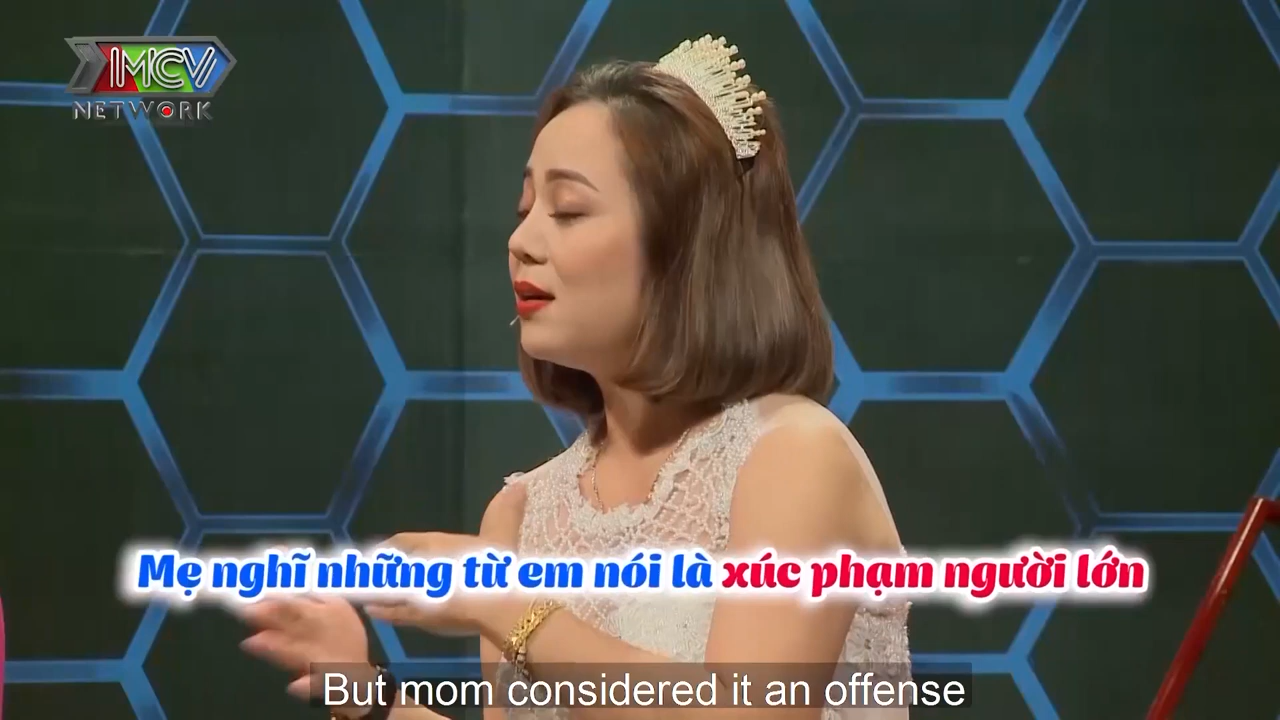 MCV
NETWORK
Mẹ nghĩ những từ em nói là xúc phạm người lớn
But mom considered it an offense